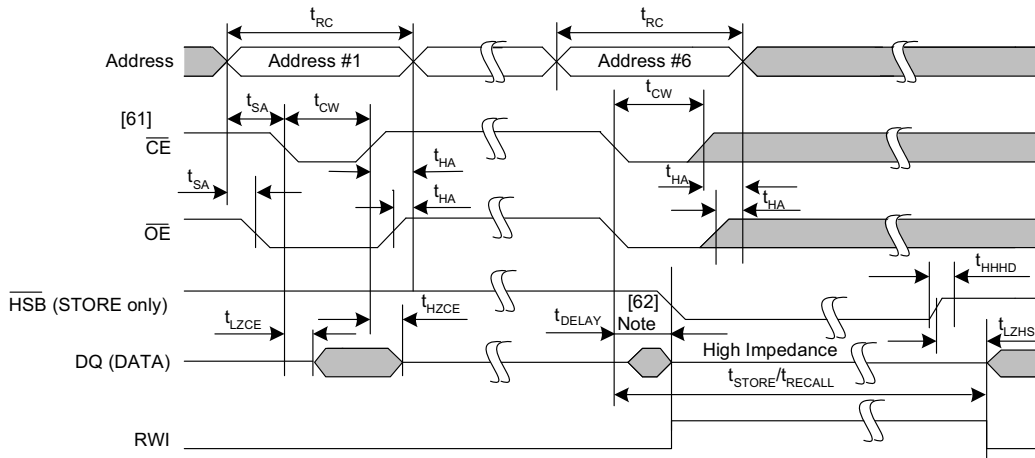 tRC tRC
Address Address #1 Address #6
tSA tCW tCW
[61]
CE
tHA
tSA tHA tHA
tHA
OE
tHHHD
HSB (STORE only)
[62]
tLZCE tHZCE tDELAY Note tLZHS
High Impedance
DQ (DATA)
tSTORE/tRECALL
RWI